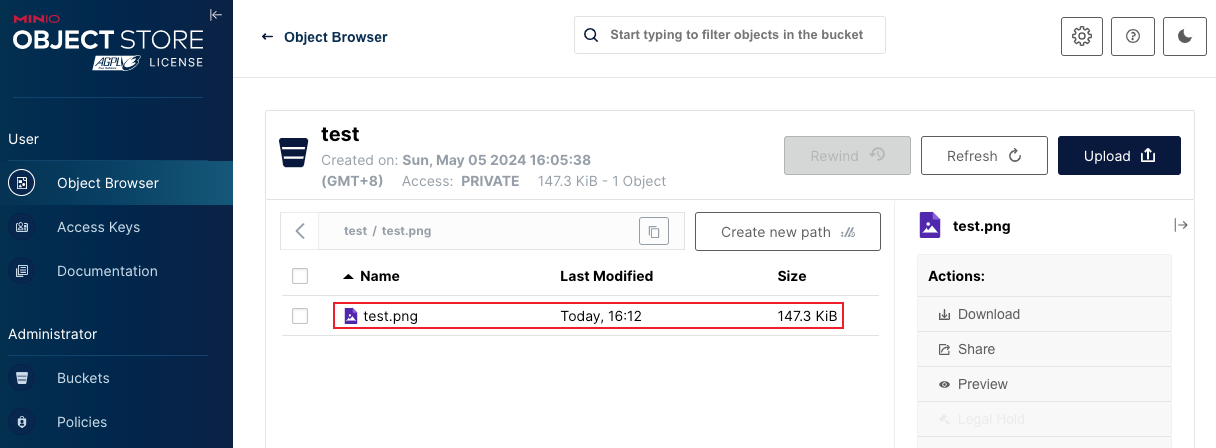 MINIO
OBJECT STORE
AGPLv3 LICENSE
User
Object Browser
Access Keys
Documentation
Administrator
Buckets
Policies
Object Browser
Start typing to filter objects in the bucket
test
Created on: Sun, May 05 2024 16:05:38
(GMT+8) Access: PRIVATE 147.3 KiB - 1 Object
Rewind
Refresh
Upload
test / test.png
Create new path
Name Last Modified Size
test.png Today, 16:12 147.3 KiB
test.png
Actions:
Download
Share
Preview
Legal Hold